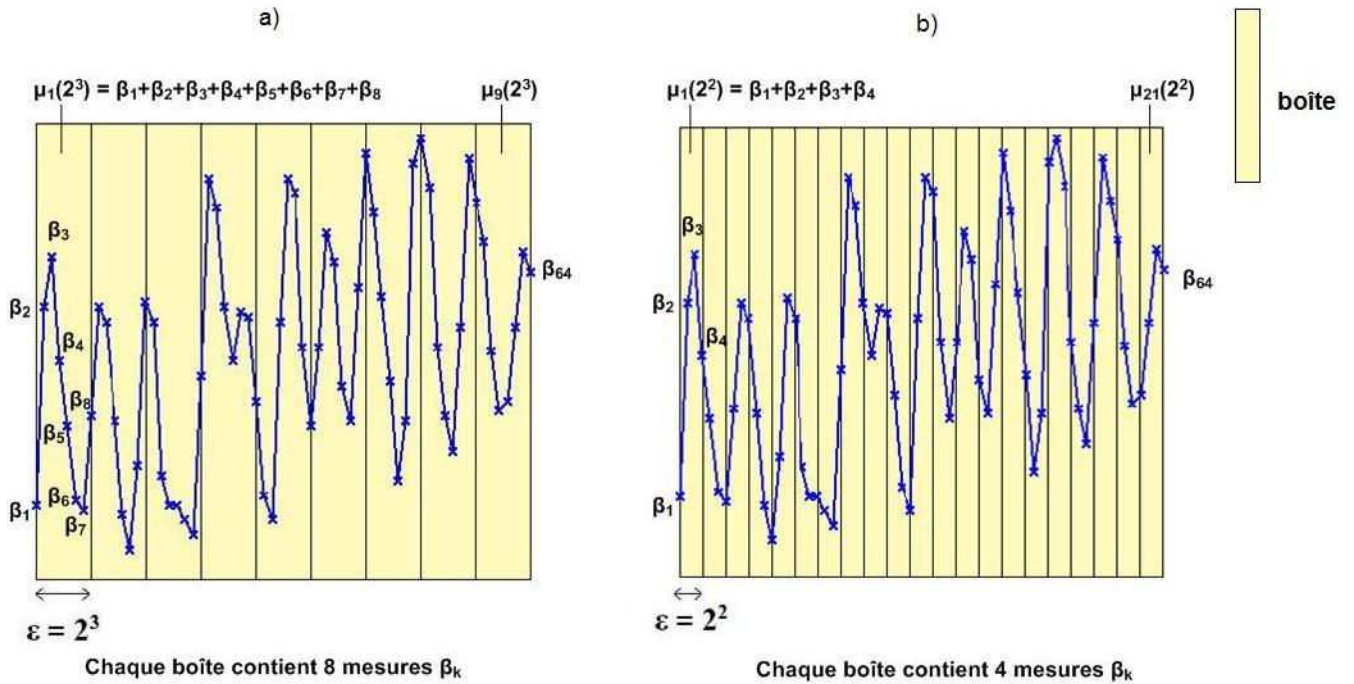 a)
b)
μ₁(2³) = β₁+β₂+β₃+β₄+β₅+β₆+β₇+β₈
μ₉(2³)
μ₁(2²) = β₁+β₂+β₃+β₄
μ₂₁(2²)
boîte
β₃
β₂
β₄
β₈
β₅
β₆
β₁
β₇
β₆₄
β₃
β₂
β₄
β₁
β₆₄
ε = 2³
ε = 2²
Chaque boîte contient 8 mesures βₖ
Chaque boîte contient 4 mesures βₖ